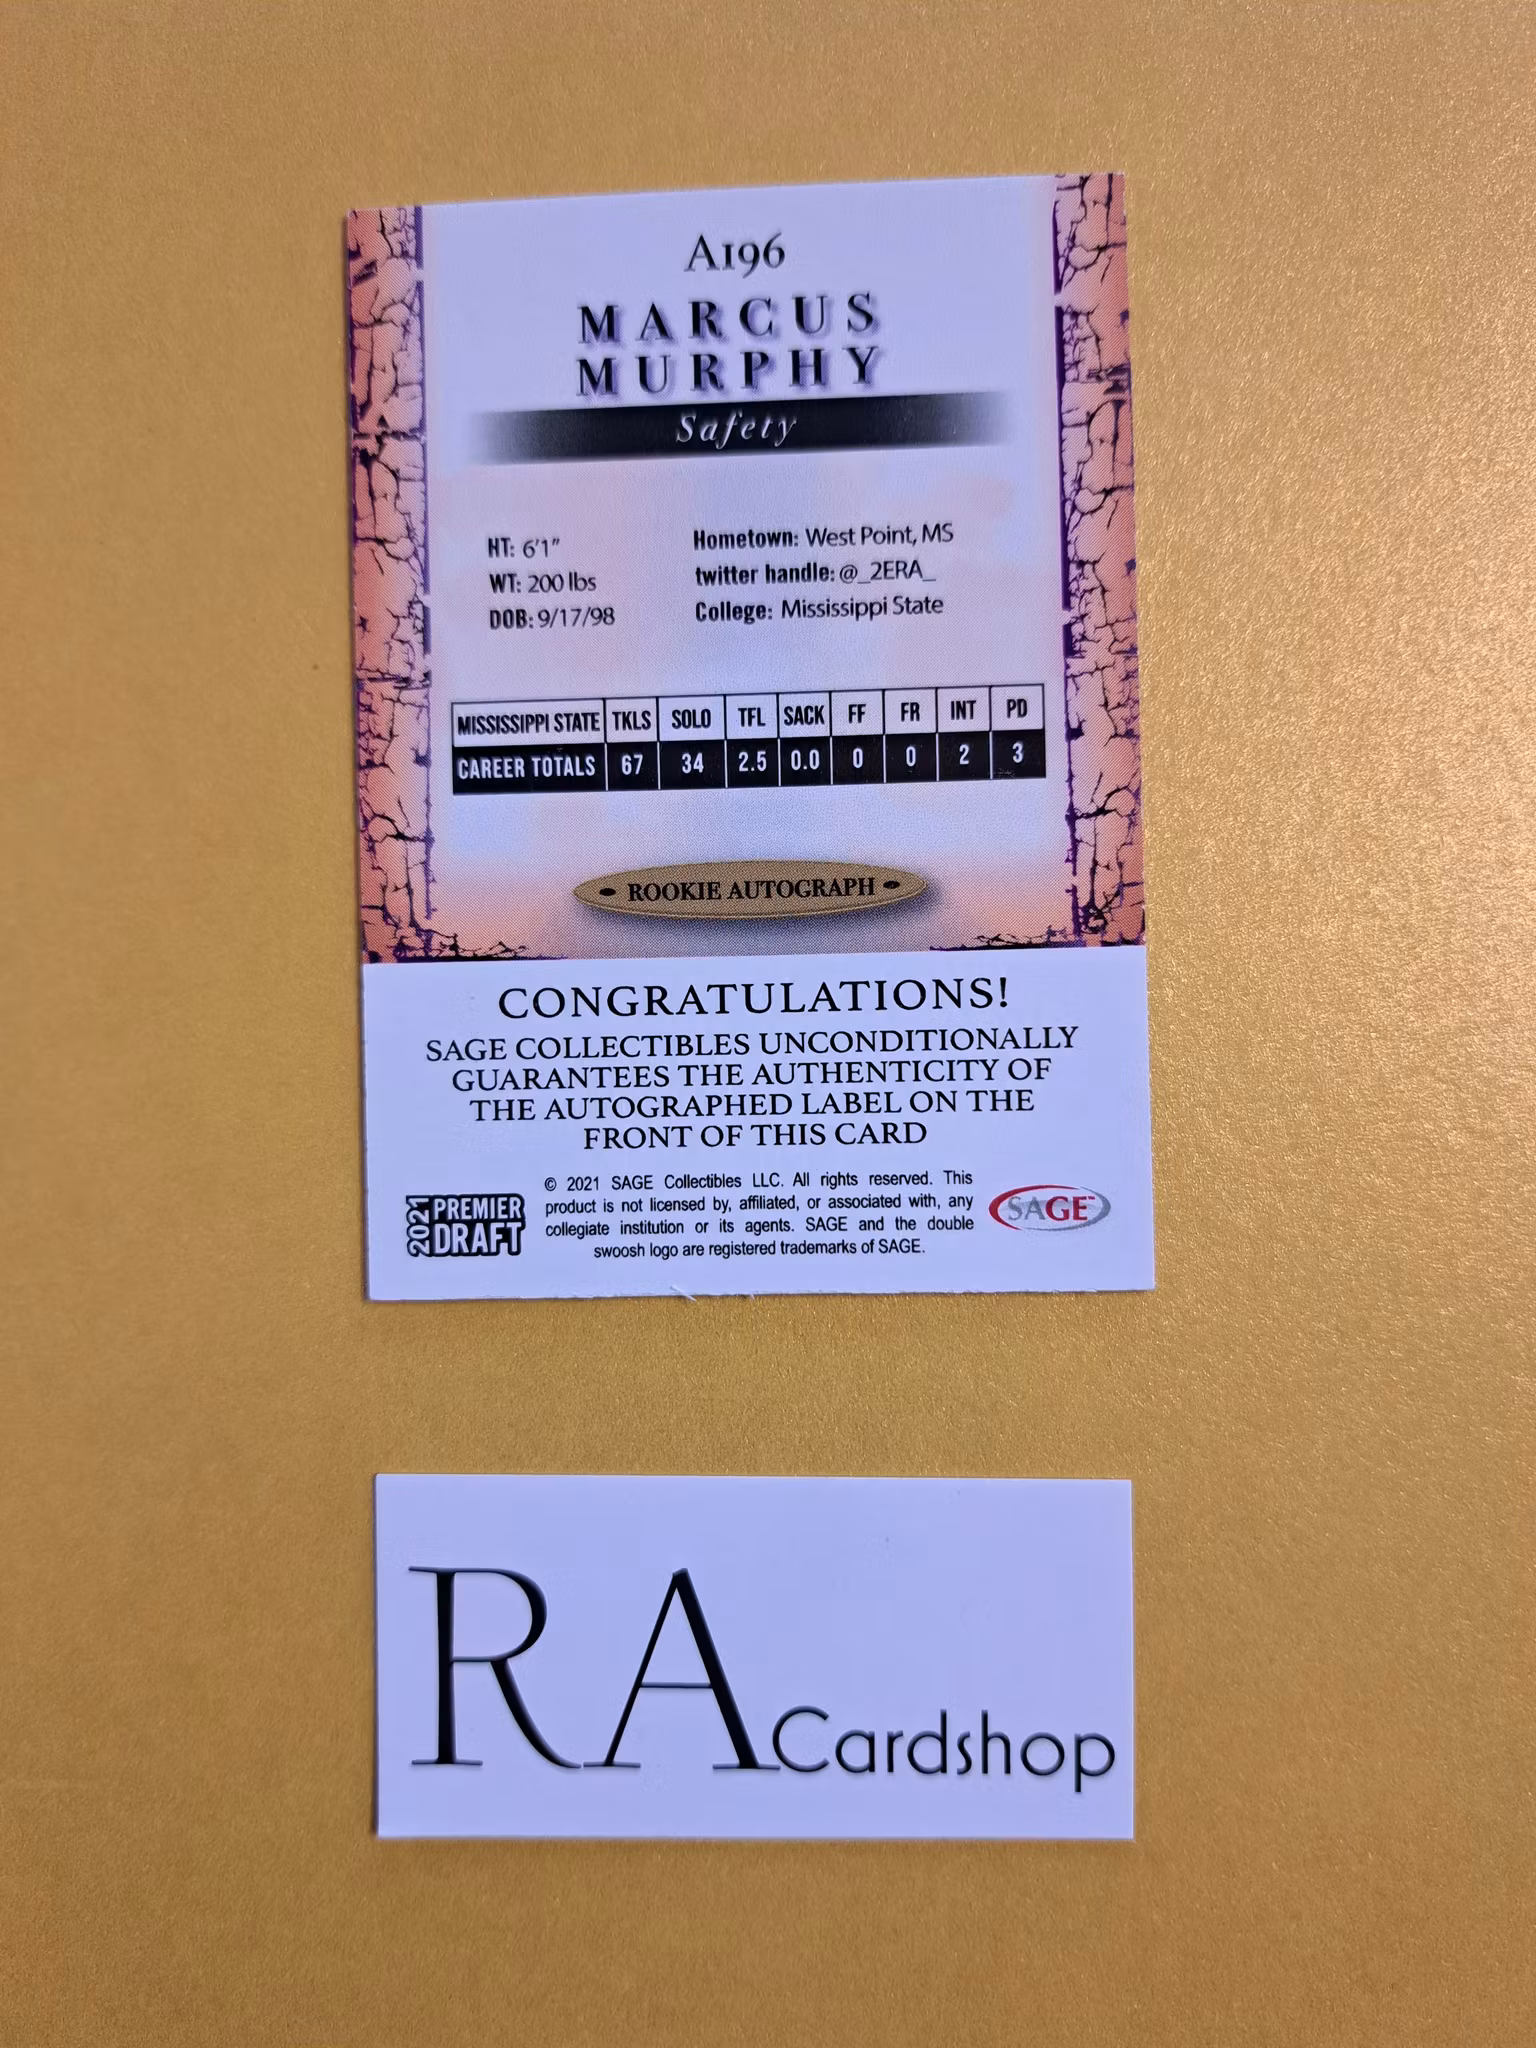 A196
MARCUS
MURPHY
Safety
HT: 6'1"
WT: 200 lbs
DOB: 9/17/98
Hometown: West Point, MS
twitter handle: @_2ERA_
College: Mississippi State
MISSISSIPPI STATE TKLS SOLO TFL SACK FF FR INT PD
CAREER TOTALS 67 34 2.5 0.0 0 0 2 3
• ROOKIE AUTOGRAPH •
CONGRATULATIONS!
SAGE COLLECTIBLES UNCONDITIONALLY
GUARANTEES THE AUTHENTICITY OF
THE AUTOGRAPHED LABEL ON THE
FRONT OF THIS CARD
2021 PREMIER
DRAFT
© 2021 SAGE Collectibles LLC. All rights reserved. This
product is not licensed by, affiliated, or associated with, any
collegiate institution or its agents. SAGE and the double
swoosh logo are registered trademarks of SAGE.
SAGE™
RA Cardshop